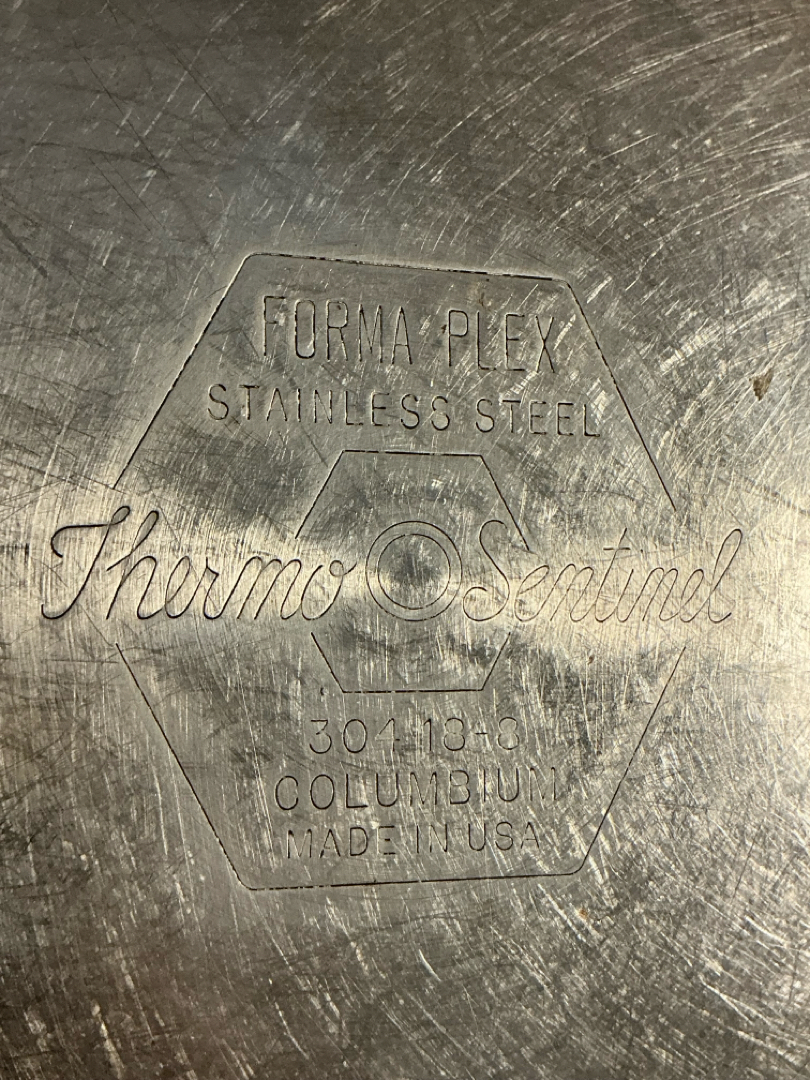 FORMA PLEX
STAINLESS STEEL
Thermo Sentinel
304 18-8
COLUMBIUM
MADE IN USA